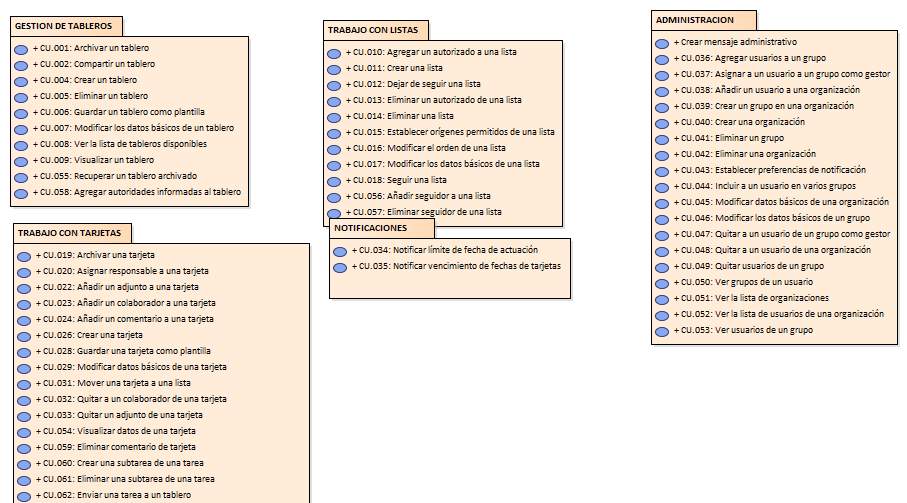 GESTION DE TABLEROS
+ CU.001: Archivar un tablero
+ CU.002: Compartir un tablero
+ CU.004: Crear un tablero
+ CU.005: Eliminar un tablero
+ CU.006: Guardar un tablero como plantilla
+ CU.007: Modificar los datos básicos de un tablero
+ CU.008: Ver la lista de tableros disponibles
+ CU.009: Visualizar un tablero
+ CU.055: Recuperar un tablero archivado
+ CU.058: Agregar autoridades informadas al tablero
TRABAJO CON LISTAS
+ CU.010: Agregar un autorizado a una lista
+ CU.011: Crear una lista
+ CU.012: Dejar de seguir una lista
+ CU.013: Eliminar un autorizado de una lista
+ CU.014: Eliminar una lista
+ CU.015: Establecer orígenes permitidos de una lista
+ CU.016: Modificar el orden de una lista
+ CU.017: Modificar los datos básicos de una lista
+ CU.018: Seguir una lista
+ CU.056: Añadir seguidor a una lista
+ CU.057: Eliminar seguidor de una lista
ADMINISTRACION
+ Crear mensaje administrativo
+ CU.036: Agregar usuarios a un grupo
+ CU.037: Asignar a un usuario a un grupo como gestor
+ CU.038: Añadir un usuario a una organización
+ CU.039: Crear un grupo en una organización
+ CU.040: Crear una organización
+ CU.041: Eliminar un grupo
+ CU.042: Eliminar una organización
+ CU.043: Establecer preferencias de notificación
+ CU.044: Incluir a un usuario en varios grupos
+ CU.045: Modificar datos básicos de una organización
+ CU.046: Modificar los datos básicos de un grupo
+ CU.047: Quitar a un usuario de un grupo como gestor
+ CU.048: Quitar a un usuario de una organización
+ CU.049: Quitar usuarios de un grupo
+ CU.050: Ver grupos de un usuario
+ CU.051: Ver la lista de organizaciones
+ CU.052: Ver la lista de usuarios de una organización
+ CU.053: Ver usuarios de un grupo
TRABAJO CON TARJETAS
+ CU.019: Archivar una tarjeta
+ CU.020: Asignar responsable a una tarjeta
+ CU.022: Añadir un adjunto a una tarjeta
+ CU.023: Añadir un colaborador a una tarjeta
+ CU.024: Añadir un comentario a una tarjeta
+ CU.026: Crear una tarjeta
+ CU.028: Guardar una tarjeta como plantilla
+ CU.029: Modificar datos básicos de una tarjeta
+ CU.031: Mover una tarjeta a una lista
+ CU.032: Quitar a un colaborador de una tarjeta
+ CU.033: Quitar un adjunto de una tarjeta
+ CU.054: Visualizar datos de una tarjeta
+ CU.059: Eliminar comentario de tarjeta
+ CU.060: Crear una subtarea de una tarea
+ CU.061: Eliminar una subtarea de una tarea
+ CU.062: Enviar una tarea a un tablero
NOTIFICACIONES
+ CU.034: Notificar límite de fecha de actuación
+ CU.035: Notificar vencimiento de fechas de tarjetas